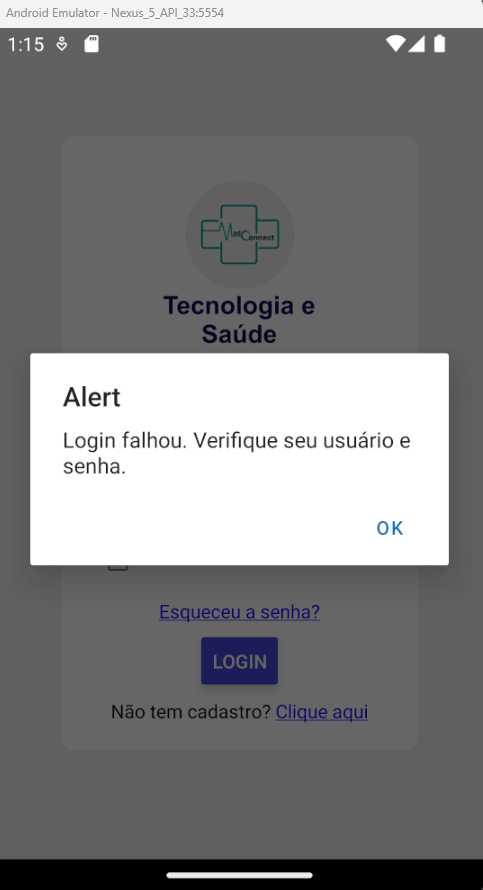 Android Emulator - Nexus_5_API_33:5554
1:15
Connect
Tecnologia e
Saúde
Alert
Login falhou. Verifique seu usuário e
senha.
OK
Esqueceu a senha?
LOGIN
Não tem cadastro? Clique aqui